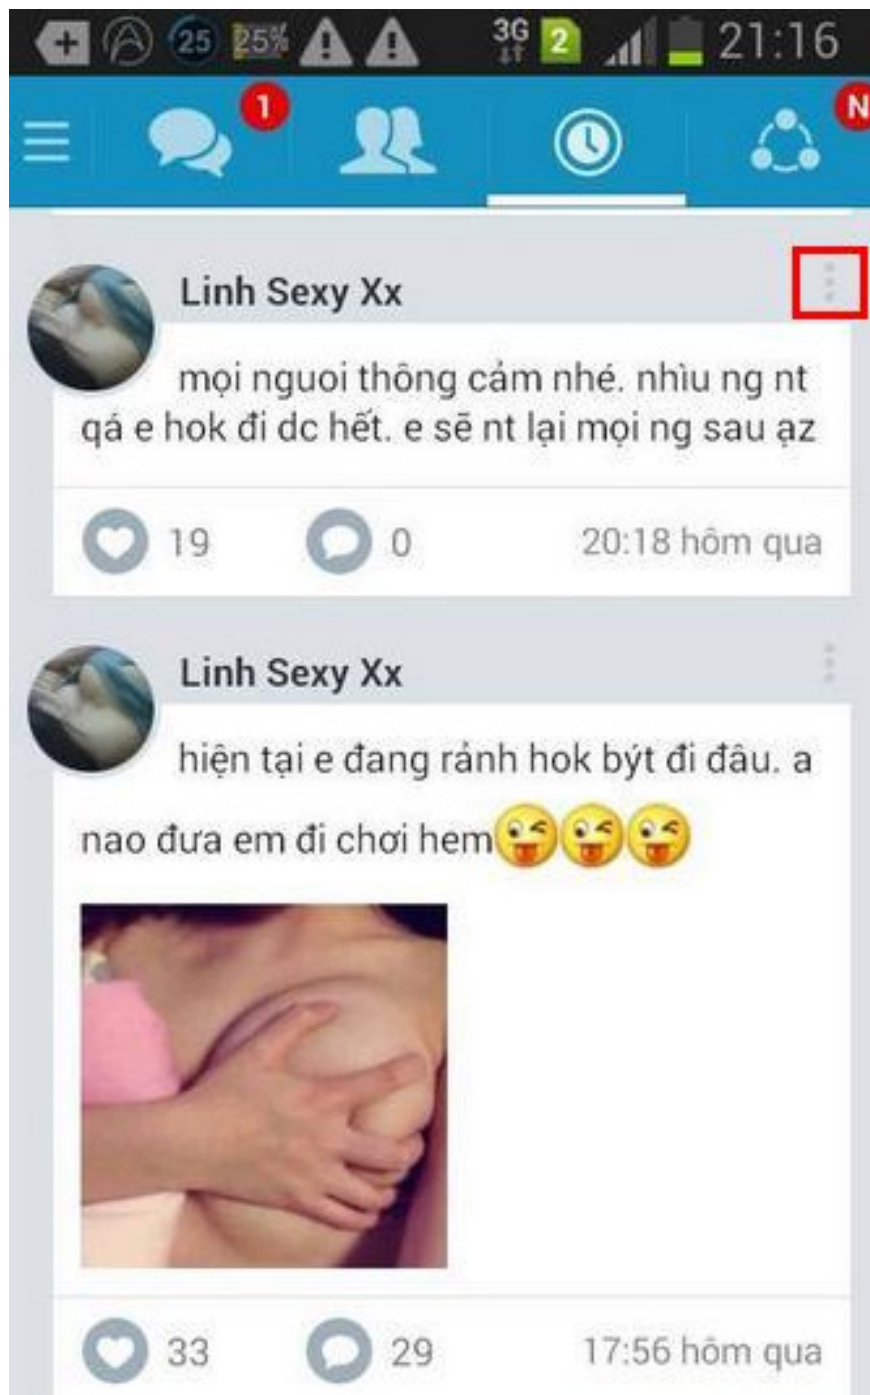 25 25% 3G 2 21:16
1 N
Linh Sexy Xx
mọi nguoi thông cảm nhé. nhìu ng nt
qá e hok đi dc hết. e sẽ nt lại mọi ng sau ạz
19 0 20:18 hôm qua
Linh Sexy Xx
hiện tại e đang rảnh hok být đi đâu. a
nao đưa em đi chơi hem
33 29 17:56 hôm qua